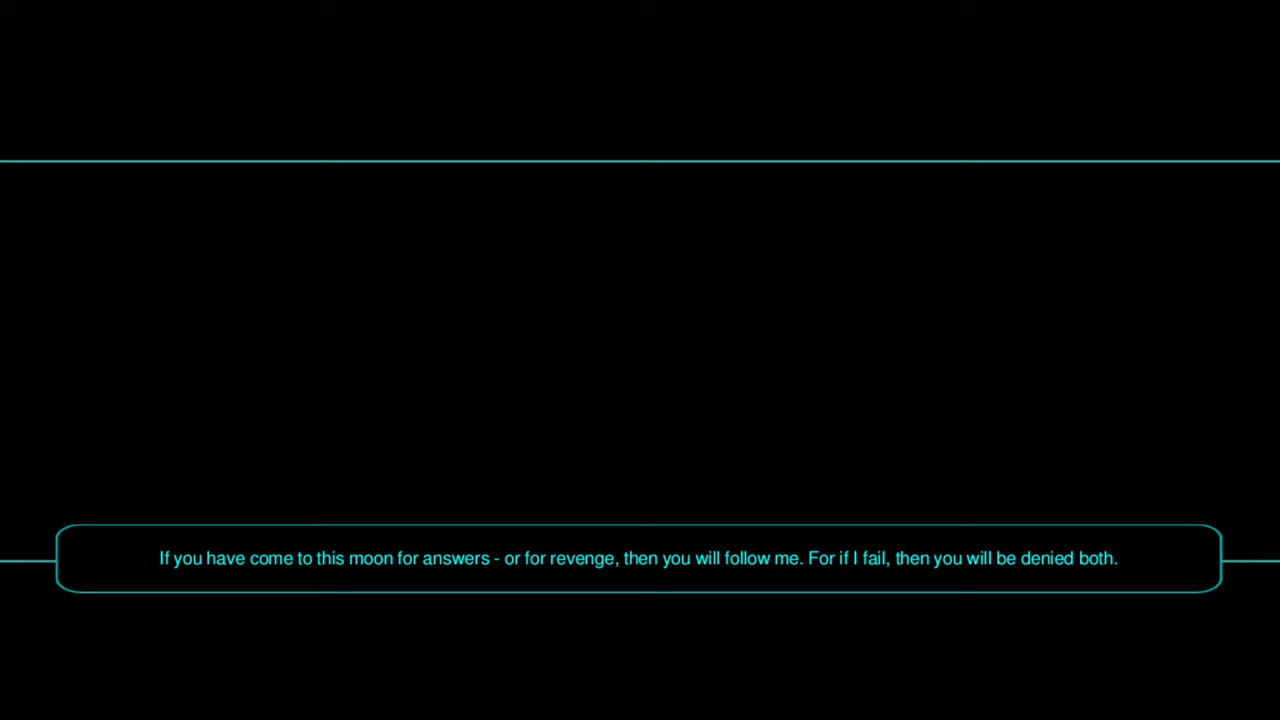 If you have come to this moon for answers - or for revenge, then you will follow me. For if I fail, then you will be denied both.